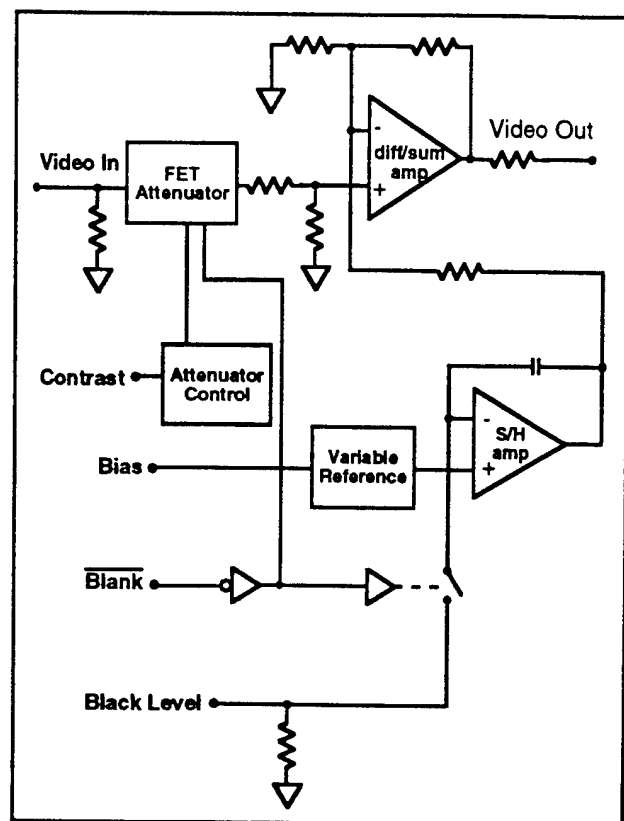 Video In
FET
Attenuator
-
+
diff/sum
amp
Video Out
Contrast
Attenuator
Control
Bias
Variable
Reference
-
+
S/H
amp
Blank
Black Level